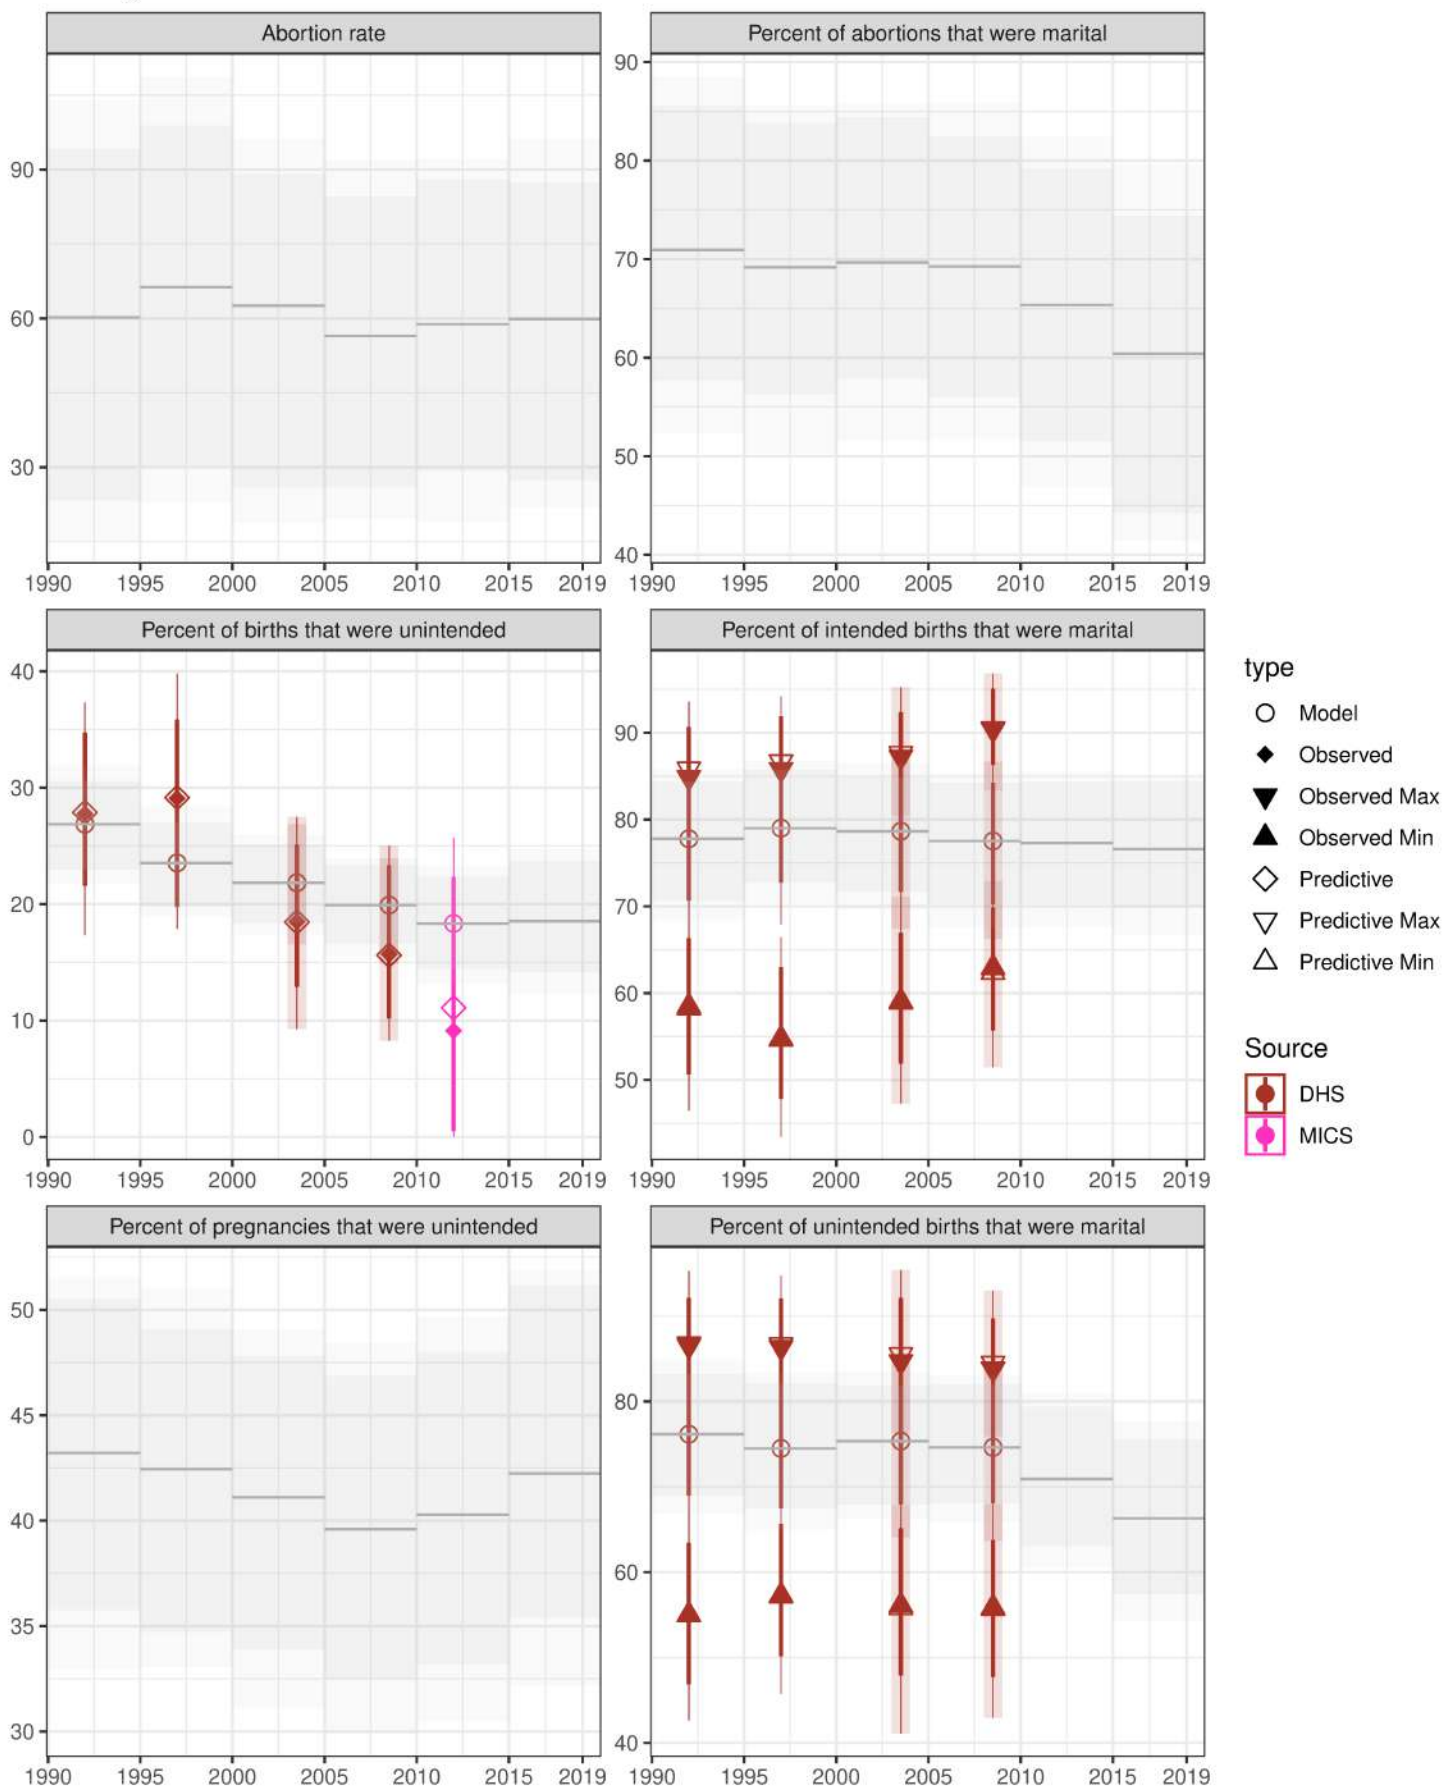 Abortion rate
Percent of abortions that were marital
90
60
30
90
80
70
60
50
40
1990 1995 2000 2005 2010 2015 2019
1990 1995 2000 2005 2010 2015 2019
Percent of births that were unintended
Percent of intended births that were marital
40
30
20
10
0
90
80
70
60
50
1990 1995 2000 2005 2010 2015 2019
1990 1995 2000 2005 2010 2015 2019
type
Model
Observed
Observed Max
Observed Min
Predictive
Predictive Max
Predictive Min
Source
DHS
MICS
Percent of pregnancies that were unintended
Percent of unintended births that were marital
50
45
40
35
30
80
60
40
1990 1995 2000 2005 2010 2015 2019
1990 1995 2000 2005 2010 2015 2019